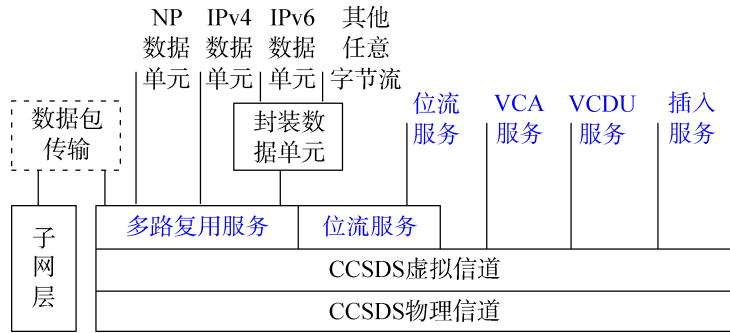 NP
数据
单元
IPv4
数据
单元
IPv6
数据
单元
其他
任意
字节流
数据包
传输
封装数
据单元
位流
服务
VCA
服务
VCDU
服务
插入
服务
子
网
层
多路复用服务
位流服务
CCSDS虚拟信道
CCSDS物理信道